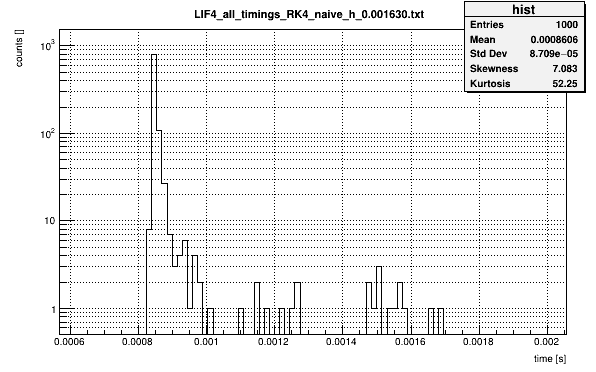 LIF4_all_timings_RK4_naive_h_0.001630.txt
hist
Entries 1000
Mean 0.0008606
Std Dev 8.709e−05
Skewness 7.083
Kurtosis 52.25
counts []
10³
10²
10
1
0.0006 0.0008 0.001 0.0012 0.0014 0.0016 0.0018 0.002
time [s]